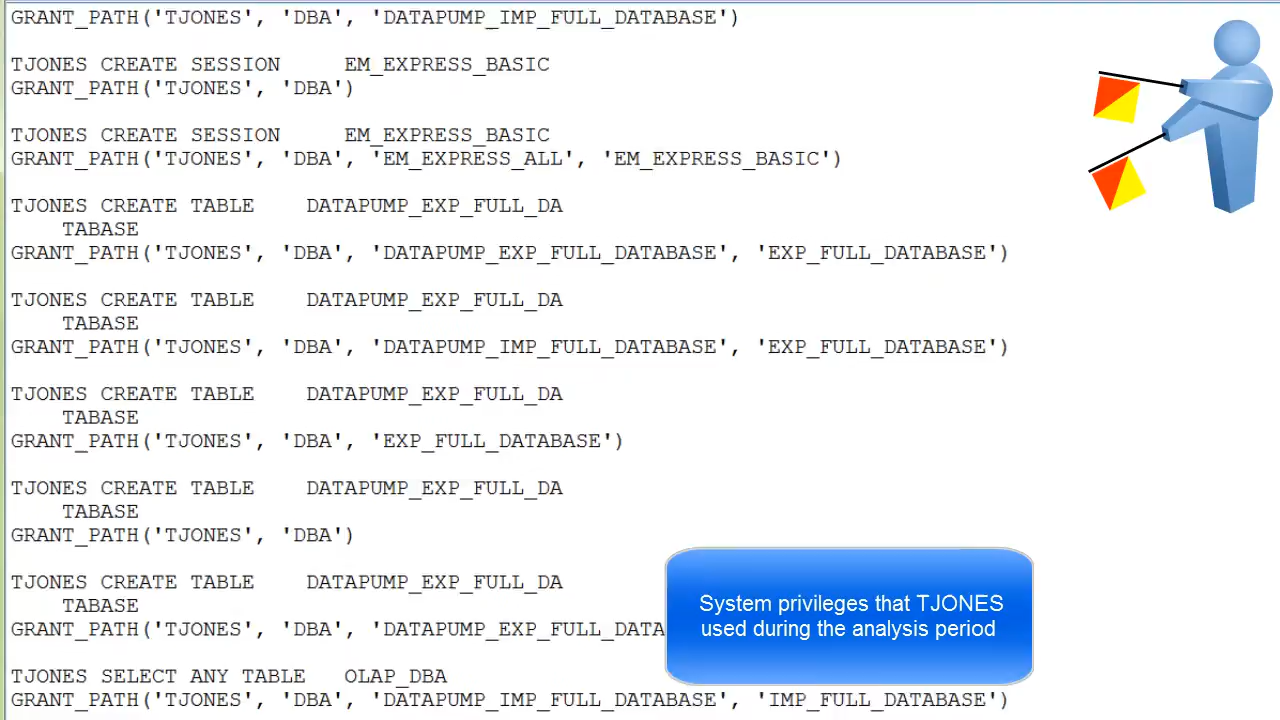 GRANT_PATH('TJONES', 'DBA', 'DATAPUMP_IMP_FULL_DATABASE')
TJONES CREATE SESSION     EM_EXPRESS_BASIC
GRANT_PATH('TJONES', 'DBA')
TJONES CREATE SESSION     EM_EXPRESS_BASIC
GRANT_PATH('TJONES', 'DBA', 'EM_EXPRESS_ALL', 'EM_EXPRESS_BASIC')
TJONES CREATE TABLE    DATAPUMP_EXP_FULL_DA
TABASE
GRANT_PATH('TJONES', 'DBA', 'DATAPUMP_EXP_FULL_DATABASE', 'EXP_FULL_DATABASE')
TJONES CREATE TABLE    DATAPUMP_EXP_FULL_DA
TABASE
GRANT_PATH('TJONES', 'DBA', 'DATAPUMP_IMP_FULL_DATABASE', 'EXP_FULL_DATABASE')
TJONES CREATE TABLE    DATAPUMP_EXP_FULL_DA
TABASE
GRANT_PATH('TJONES', 'DBA', 'EXP_FULL_DATABASE')
TJONES CREATE TABLE    DATAPUMP_EXP_FULL_DA
TABASE
GRANT_PATH('TJONES', 'DBA')
TJONES CREATE TABLE    DATAPUMP_EXP_FULL_DA
TABASE
GRANT_PATH('TJONES', 'DBA', 'DATAPUMP_EXP_FULL_DATA
System privileges that TJONES
used during the analysis period
TJONES SELECT ANY TABLE   OLAP_DBA
GRANT_PATH('TJONES', 'DBA', 'DATAPUMP_IMP_FULL_DATABASE', 'IMP_FULL_DATABASE')